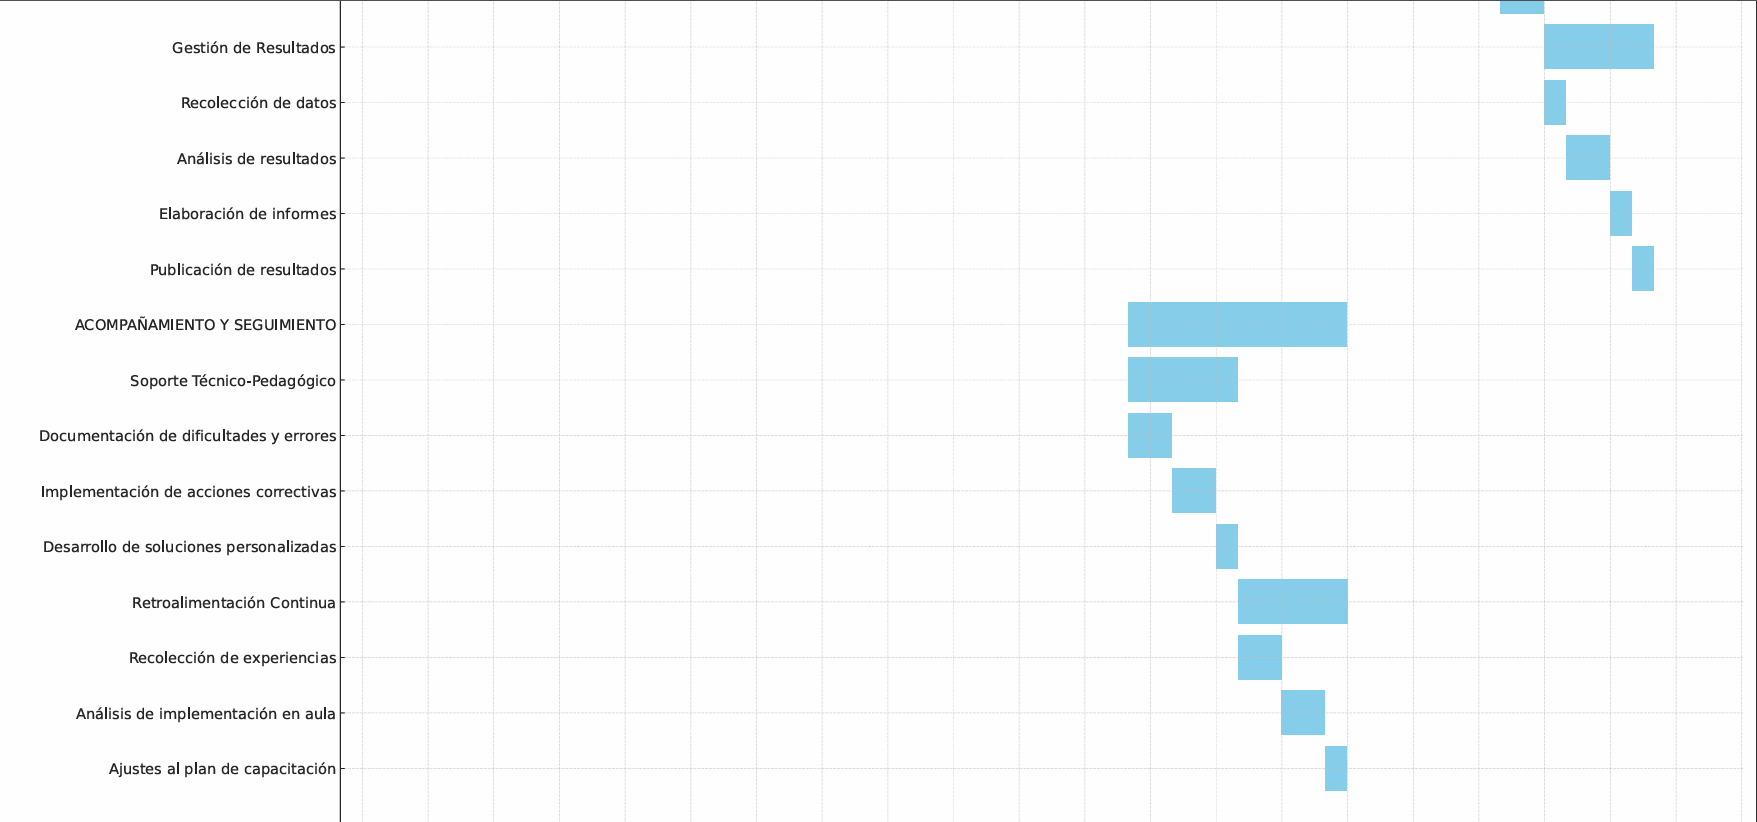 Gestión de Resultados
Recolección de datos
Análisis de resultados
Elaboración de informes
Publicación de resultados
ACOMPAÑAMIENTO Y SEGUIMIENTO
Soporte Técnico-Pedagógico
Documentación de dificultades y errores
Implementación de acciones correctivas
Desarrollo de soluciones personalizadas
Retroalimentación Continua
Recolección de experiencias
Análisis de implementación en aula
Ajustes al plan de capacitación